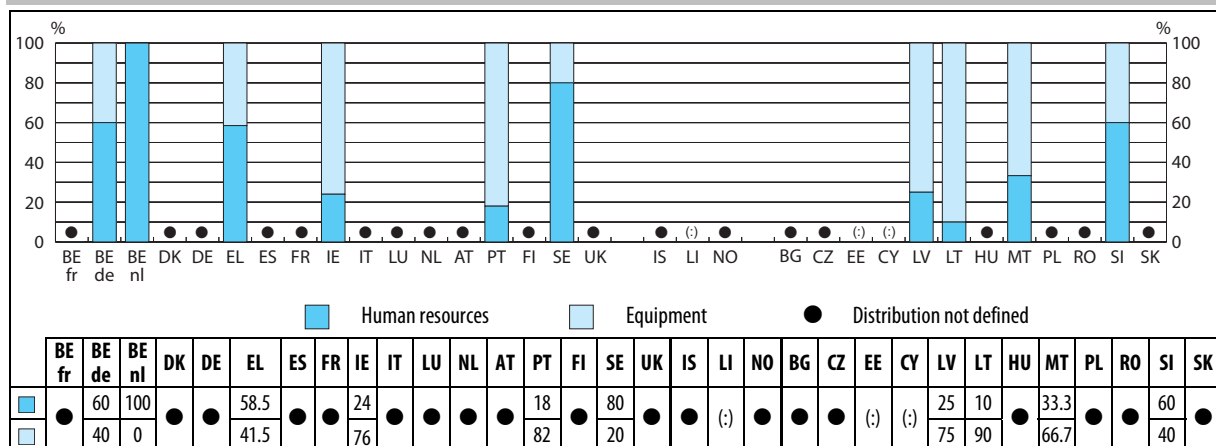 % %
100 100
80 80
60 60
40 40
20 20
0 0
(:) (:) (:)
BE BE BE DK DE EL ES FR IE IT LU NL AT PT FI SE UK IS LI NO BG CZ EE CY LV LT HU MT PL RO SI SK
fr de nl
Human resources Equipment Distribution not defined
BE BE BE DK DE EL ES FR IE IT LU NL AT PT FI SE UK IS LI NO BG CZ EE CY LV LT HU MT PL RO SI SK
fr de nl
60 100 58.5 24 18 80 25 10 33.3 60
(:) (:) (:)
40 0 41.5 76 82 20 75 90 66.7 40